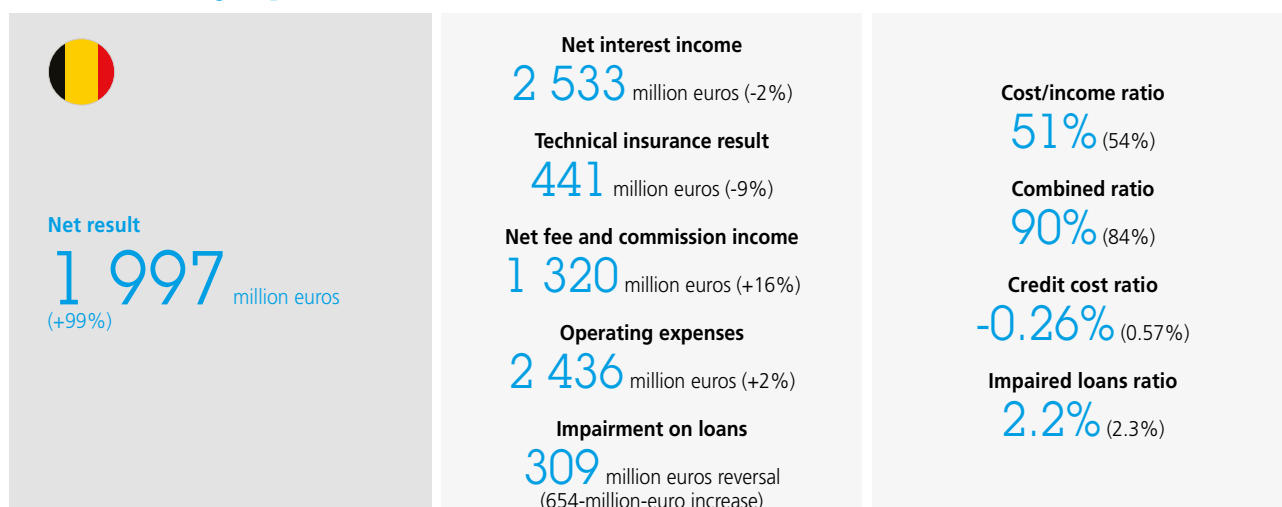 Net result
1 997 million euros
(+99%)
Net interest income
2 533 million euros (-2%)
Technical insurance result
441 million euros (-9%)
Net fee and commission income
1 320 million euros (+16%)
Operating expenses
2 436 million euros (+2%)
Impairment on loans
309 million euros reversal
(654-million-euro increase)
Cost/income ratio
51% (54%)
Combined ratio
90% (84%)
Credit cost ratio
-0.26% (0.57%)
Impaired loans ratio
2.2% (2.3%)